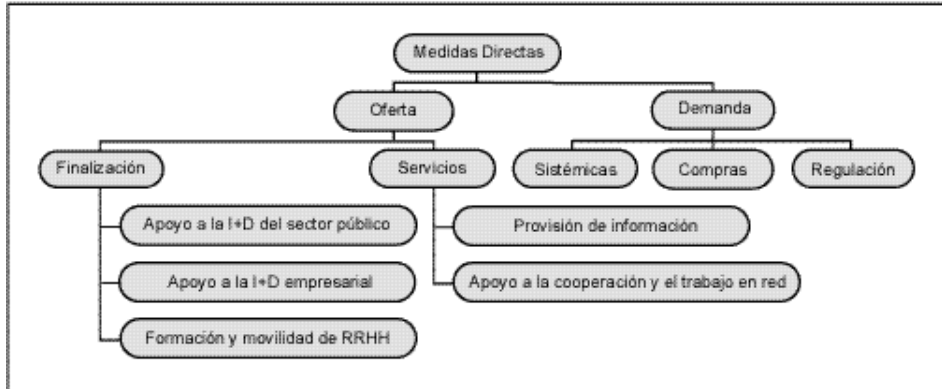 Medidas Directas
Oferta
Demanda
Finalización
Servicios
Sistémicas
Compras
Regulación
Apoyo a la I+D del sector público
Provisión de información
Apoyo a la I+D empresarial
Apoyo a la cooperación y el trabajo en red
Formación y movilidad de RRHH